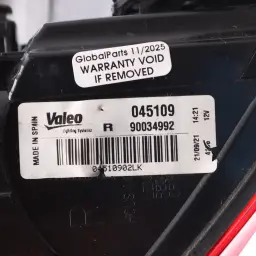 GlobalParts 11/2025
WARRANTY VOID
IF REMOVED
Valeo
Lighting Systems
045109
R 90034992
MADE IN SPAIN
14:21
12V
21/09/21
04510902LK